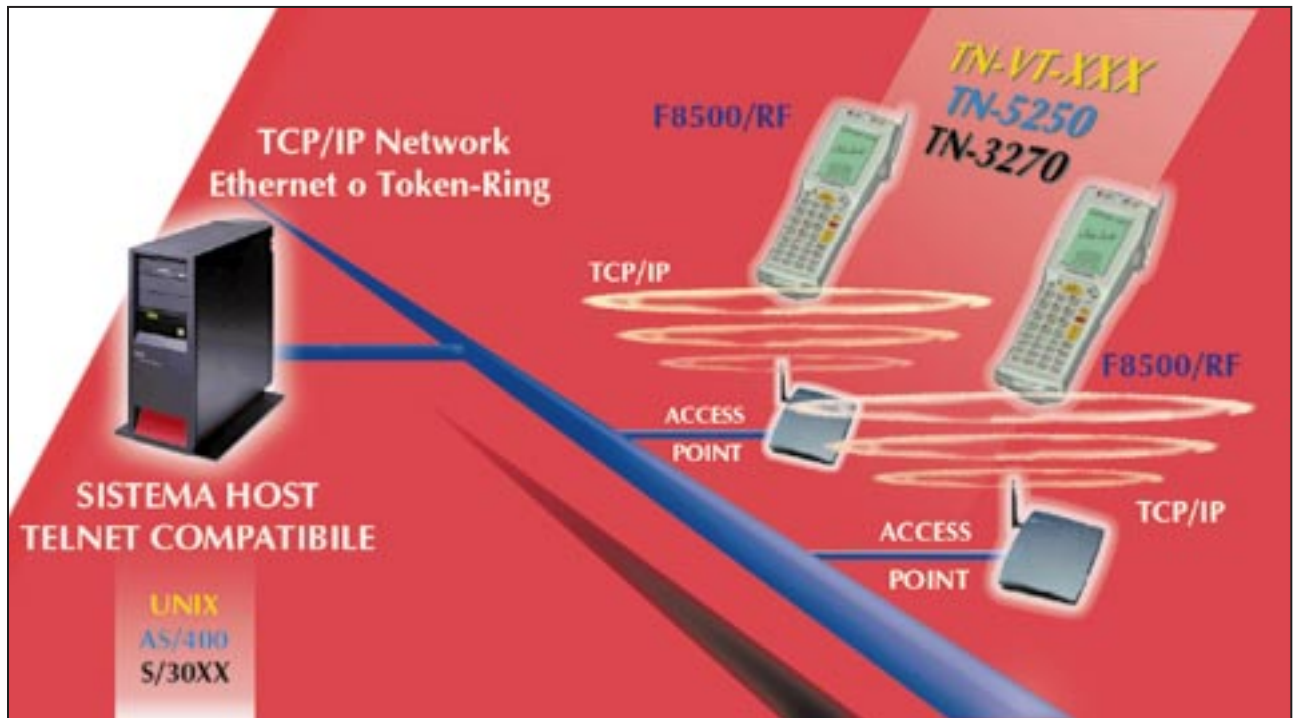 TN-VT-XXX
TN-5250
TN-3270
F8500/RF
TCP/IP Network
Ethernet o Token-Ring
TCP/IP
F8500/RF
ACCESS
POINT
SISTEMA HOST
TELNET COMPATIBILE
TCP/IP
ACCESS
POINT
UNIX
AS/400
S/30XX